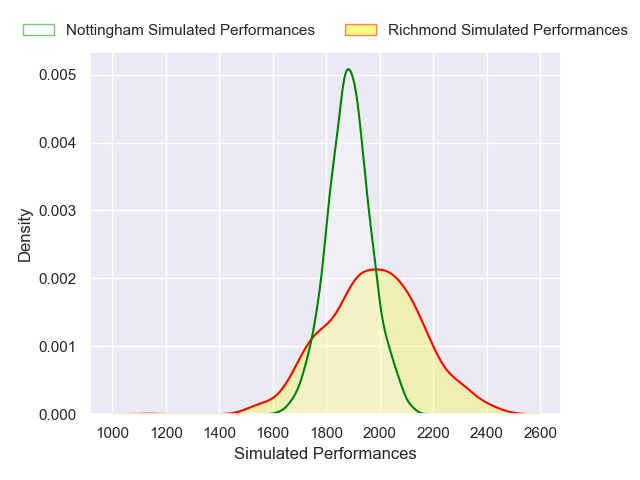 Nottingham Simulated Performances
Richmond Simulated Performances
0.005
0.004
0.003
0.002
0.001
0.000
Density
1000 1200 1400 1600 1800 2000 2200 2400 2600
Simulated Performances